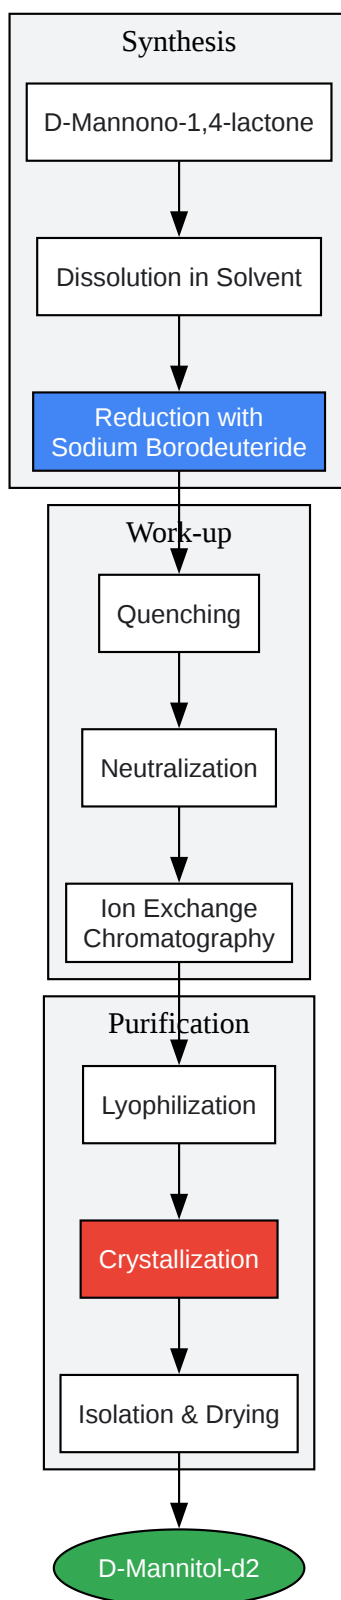 Synthesis
D-Mannono-1,4-lactone
Dissolution in Solvent
Reduction with
Sodium Borodeuteride
Work-up
Quenching
Neutralization
Ion Exchange
Chromatography
Purification
Lyophilization
Crystallization
Isolation & Drying
D-Mannitol-d2